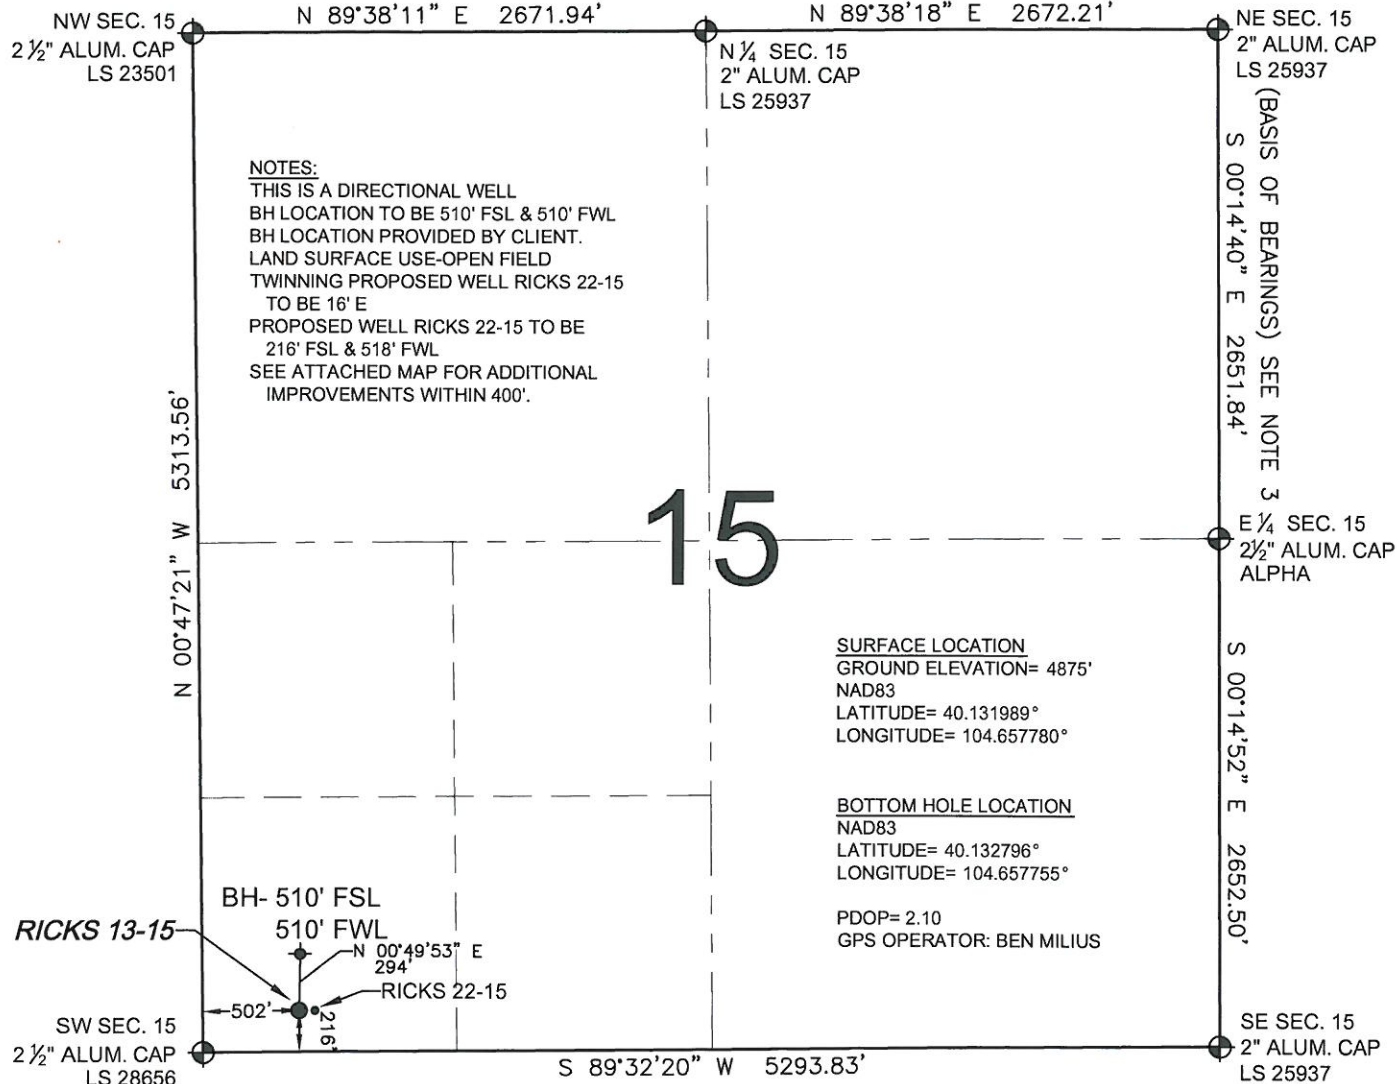 N 89°38'11" E 2671.94'
N 89°38'18" E 2672.21'
NW SEC. 15
2 ½" ALUM. CAP
LS 23501
N ¼ SEC. 15
2" ALUM. CAP
LS 25937
NE SEC. 15
2" ALUM. CAP
LS 25937
(BASIS OF BEARINGS) SEE NOTE 3
S 00°14'40" E 2651.84'
NOTES:
THIS IS A DIRECTIONAL WELL
BH LOCATION TO BE 510' FSL & 510' FWL
BH LOCATION PROVIDED BY CLIENT.
LAND SURFACE USE-OPEN FIELD
TWINNING PROPOSED WELL RICKS 22-15
TO BE 16' E
PROPOSED WELL RICKS 22-15 TO BE
216' FSL & 518' FWL
SEE ATTACHED MAP FOR ADDITIONAL
IMPROVEMENTS WITHIN 400'.
N 00°47'21" W 5313.56'
15
E ¼ SEC. 15
2½" ALUM. CAP
ALPHA
SURFACE LOCATION
GROUND ELEVATION= 4875'
NAD83
LATITUDE= 40.131989°
LONGITUDE= 104.657780°
BOTTOM HOLE LOCATION
NAD83
LATITUDE= 40.132796°
LONGITUDE= 104.657755°
PDOP= 2.10
GPS OPERATOR: BEN MILIUS
S 00°14'52" E 2652.50'
BH- 510' FSL
510' FWL
RICKS 13-15
N 00°49'53" E
294'
RICKS 22-15
502'
216'
SW SEC. 15
2 ½" ALUM. CAP
LS 28656
S 89°32'20" W 5293.83'
SE SEC. 15
2" ALUM. CAP
LS 25937